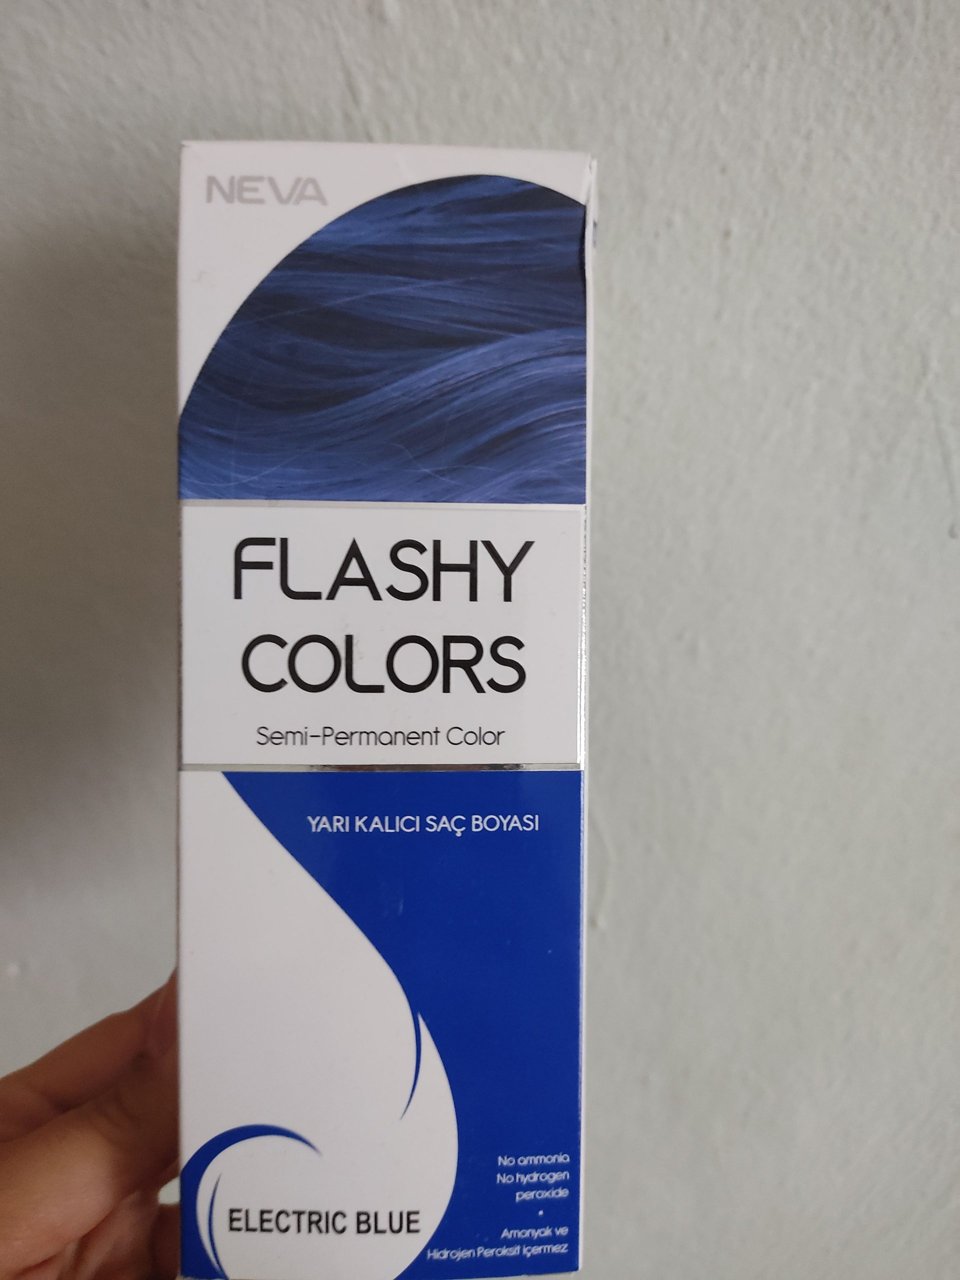 NEVA
FLASHY
COLORS
Semi-Permanent Color
YARI KALICI SAÇ BOYASI
No ammonia
No hydrogen
peroxide
•
Amonyak ve
Hidrojen Peroksit İçermez
ELECTRIC BLUE